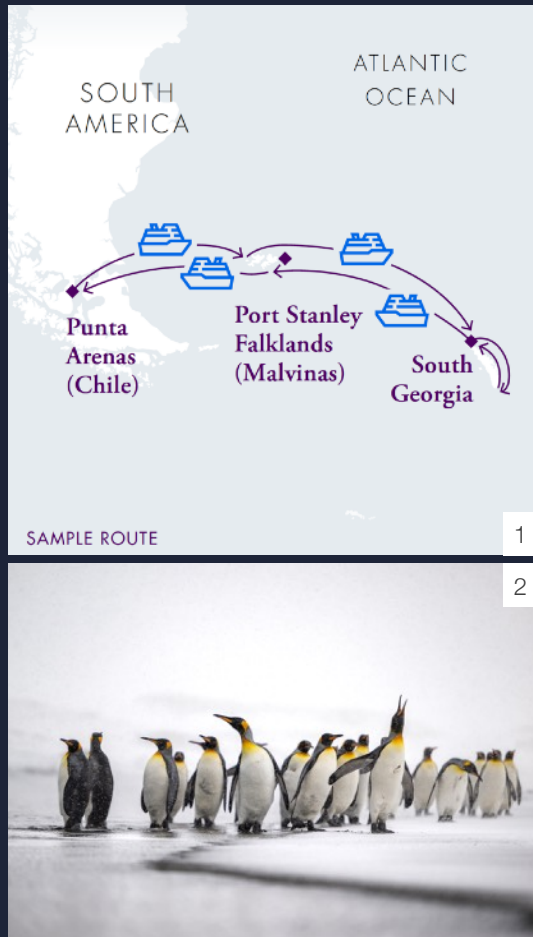 ATLANTIC
OCEAN
SOUTH
AMERICA
Punta
Arenas
(Chile)
Port Stanley
Falklands
(Malvinas)
South
Georgia
SAMPLE ROUTE
1
2